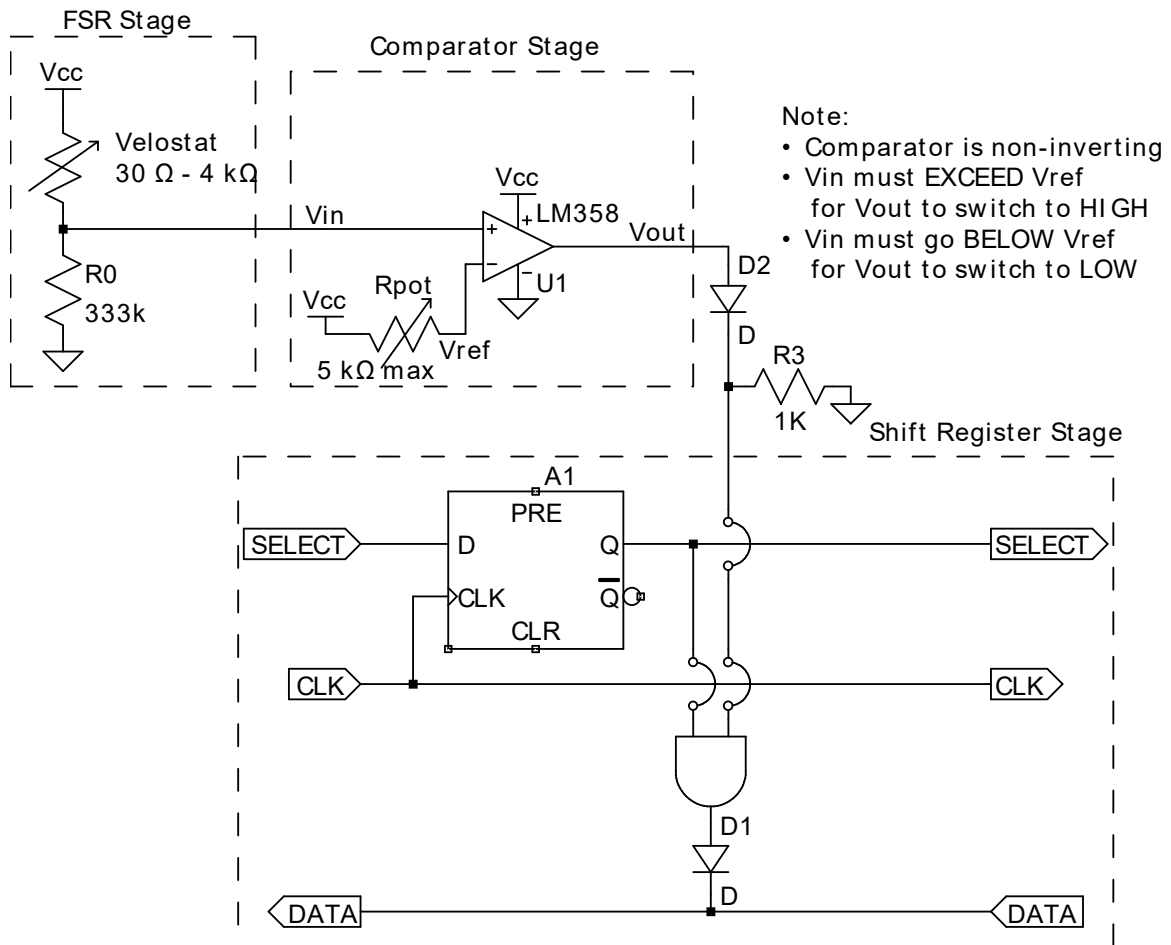 FSR Stage
Comparator Stage
Vcc
Velostat
30 Ω - 4 kΩ
R0
333k
Vin
Vcc
LM358
+
+
−
−
U1
Vcc
Rpot
Vref
5 kΩ max
Vout
Note:
• Comparator is non-inverting
• Vin must EXCEED Vref
for Vout to switch to HIGH
• Vin must go BELOW Vref
for Vout to switch to LOW
D2
D
R3
1K
Shift Register Stage
A1
PRE
SELECT
D
Q
SELECT
CLK
Q
CLR
CLK
CLK
D1
D
DATA
DATA